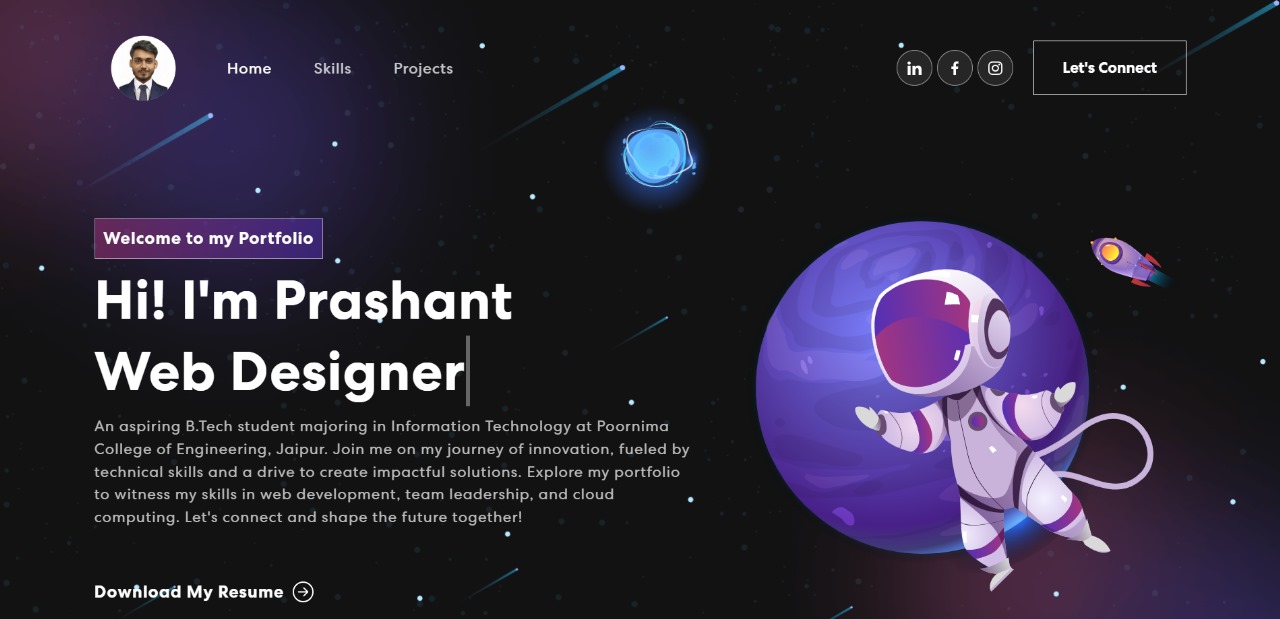 Home Skills Projects
in f Let's Connect
Welcome to my Portfolio
Hi! I'm Prashant
Web Designer
An aspiring B.Tech student majoring in Information Technology at Poornima
College of Engineering, Jaipur. Join me on my journey of innovation, fueled by
technical skills and a drive to create impactful solutions. Explore my portfolio
to witness my skills in web development, team leadership, and cloud
computing. Let's connect and shape the future together!
Download My Resume